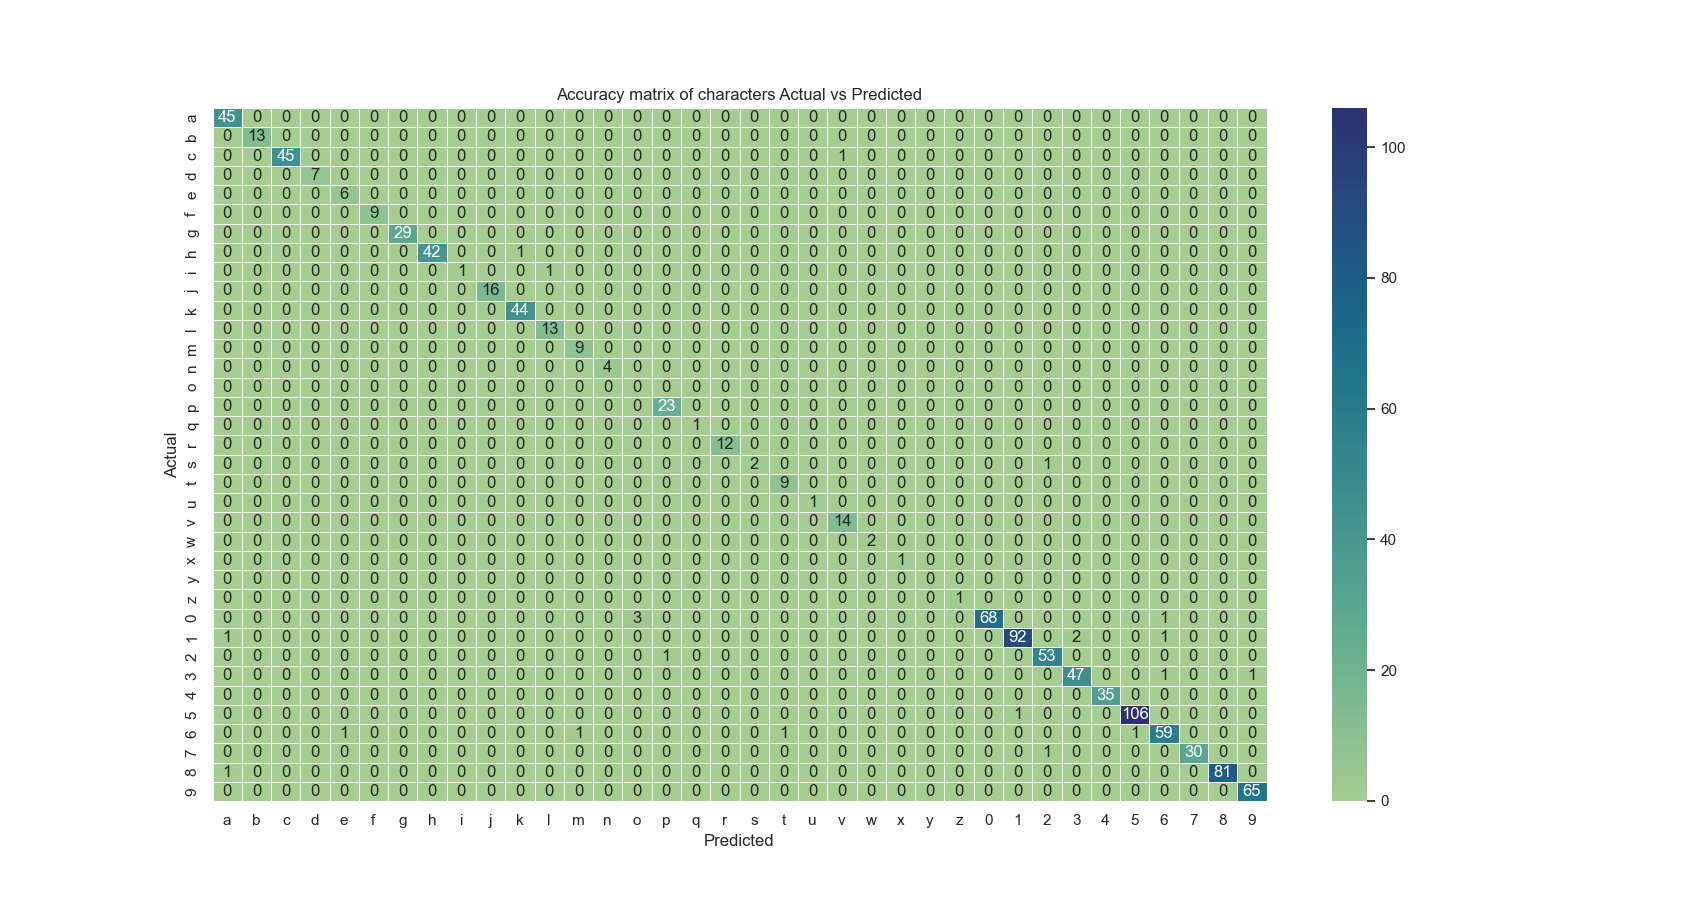 Accuracy matrix of characters Actual vs Predicted
Actual
a 45 0 0 0 0 0 0 0 0 0 0 0 0 0 0 0 0 0 0 0 0 0 0 0 0 0 0 0 0 0 0 0 0 0 0 0
b 0 13 0 0 0 0 0 0 0 0 0 0 0 0 0 0 0 0 0 0 0 0 0 0 0 0 0 0 0 0 0 0 0 0 0 0
c 0 0 45 0 0 0 0 0 0 0 0 0 0 0 0 0 0 0 0 0 0 1 0 0 0 0 0 0 0 0 0 0 0 0 0 0
d 0 0 0 7 0 0 0 0 0 0 0 0 0 0 0 0 0 0 0 0 0 0 0 0 0 0 0 0 0 0 0 0 0 0 0 0
e 0 0 0 0 6 0 0 0 0 0 0 0 0 0 0 0 0 0 0 0 0 0 0 0 0 0 0 0 0 0 0 0 0 0 0 0
f 0 0 0 0 0 9 0 0 0 0 0 0 0 0 0 0 0 0 0 0 0 0 0 0 0 0 0 0 0 0 0 0 0 0 0 0
g 0 0 0 0 0 0 29 0 0 0 0 0 0 0 0 0 0 0 0 0 0 0 0 0 0 0 0 0 0 0 0 0 0 0 0 0
h 0 0 0 0 0 0 0 42 0 0 1 0 0 0 0 0 0 0 0 0 0 0 0 0 0 0 0 0 0 0 0 0 0 0 0 0
i 0 0 0 0 0 0 0 0 1 0 0 1 0 0 0 0 0 0 0 0 0 0 0 0 0 0 0 0 0 0 0 0 0 0 0 0
j 0 0 0 0 0 0 0 0 0 16 0 0 0 0 0 0 0 0 0 0 0 0 0 0 0 0 0 0 0 0 0 0 0 0 0 0
k 0 0 0 0 0 0 0 0 0 0 44 0 0 0 0 0 0 0 0 0 0 0 0 0 0 0 0 0 0 0 0 0 0 0 0 0
l 0 0 0 0 0 0 0 0 0 0 0 13 0 0 0 0 0 0 0 0 0 0 0 0 0 0 0 0 0 0 0 0 0 0 0 0
m 0 0 0 0 0 0 0 0 0 0 0 0 9 0 0 0 0 0 0 0 0 0 0 0 0 0 0 0 0 0 0 0 0 0 0 0
n 0 0 0 0 0 0 0 0 0 0 0 0 0 4 0 0 0 0 0 0 0 0 0 0 0 0 0 0 0 0 0 0 0 0 0 0
o 0 0 0 0 0 0 0 0 0 0 0 0 0 0 0 0 0 0 0 0 0 0 0 0 0 0 0 0 0 0 0 0 0 0 0 0
p 0 0 0 0 0 0 0 0 0 0 0 0 0 0 0 23 0 0 0 0 0 0 0 0 0 0 0 0 0 0 0 0 0 0 0 0
q 0 0 0 0 0 0 0 0 0 0 0 0 0 0 0 0 1 0 0 0 0 0 0 0 0 0 0 0 0 0 0 0 0 0 0 0
r 0 0 0 0 0 0 0 0 0 0 0 0 0 0 0 0 0 12 0 0 0 0 0 0 0 0 0 0 0 0 0 0 0 0 0 0
s 0 0 0 0 0 0 0 0 0 0 0 0 0 0 0 0 0 0 2 0 0 0 0 0 0 0 0 0 1 0 0 0 0 0 0 0
t 0 0 0 0 0 0 0 0 0 0 0 0 0 0 0 0 0 0 0 9 0 0 0 0 0 0 0 0 0 0 0 0 0 0 0 0
u 0 0 0 0 0 0 0 0 0 0 0 0 0 0 0 0 0 0 0 0 1 0 0 0 0 0 0 0 0 0 0 0 0 0 0 0
v 0 0 0 0 0 0 0 0 0 0 0 0 0 0 0 0 0 0 0 0 0 14 0 0 0 0 0 0 0 0 0 0 0 0 0 0
w 0 0 0 0 0 0 0 0 0 0 0 0 0 0 0 0 0 0 0 0 0 0 2 0 0 0 0 0 0 0 0 0 0 0 0 0
x 0 0 0 0 0 0 0 0 0 0 0 0 0 0 0 0 0 0 0 0 0 0 0 1 0 0 0 0 0 0 0 0 0 0 0 0
y 0 0 0 0 0 0 0 0 0 0 0 0 0 0 0 0 0 0 0 0 0 0 0 0 0 0 0 0 0 0 0 0 0 0 0 0
z 0 0 0 0 0 0 0 0 0 0 0 0 0 0 0 0 0 0 0 0 0 0 0 0 0 1 0 0 0 0 0 0 0 0 0 0
0 0 0 0 0 0 0 0 0 0 0 0 0 0 0 3 0 0 0 0 0 0 0 0 0 0 0 68 0 0 0 0 0 1 0 0 0
1 1 0 0 0 0 0 0 0 0 0 0 0 0 0 0 0 0 0 0 0 0 0 0 0 0 0 0 92 0 2 0 0 1 0 0 0
2 0 0 0 0 0 0 0 0 0 0 0 0 0 0 0 1 0 0 0 0 0 0 0 0 0 0 0 0 53 0 0 0 0 0 0 0
3 0 0 0 0 0 0 0 0 0 0 0 0 0 0 0 0 0 0 0 0 0 0 0 0 0 0 0 0 0 47 0 0 1 0 0 1
4 0 0 0 0 0 0 0 0 0 0 0 0 0 0 0 0 0 0 0 0 0 0 0 0 0 0 0 0 0 0 35 0 0 0 0 0
5 0 0 0 0 0 0 0 0 0 0 0 0 0 0 0 0 0 0 0 0 0 0 0 0 0 0 0 1 0 0 0 106 0 0 0 0
6 0 0 0 0 1 0 0 0 0 0 0 0 1 0 0 0 0 0 0 1 0 0 0 0 0 0 0 0 0 0 0 1 59 0 0 0
7 0 0 0 0 0 0 0 0 0 0 0 0 0 0 0 0 0 0 0 0 0 0 0 0 0 0 0 0 1 0 0 0 0 30 0 0
8 1 0 0 0 0 0 0 0 0 0 0 0 0 0 0 0 0 0 0 0 0 0 0 0 0 0 0 0 0 0 0 0 0 0 81 0
9 0 0 0 0 0 0 0 0 0 0 0 0 0 0 0 0 0 0 0 0 0 0 0 0 0 0 0 0 0 0 0 0 0 0 0 65
a b c d e f g h i j k l m n o p q r s t u v w x y z 0 1 2 3 4 5 6 7 8 9
Predicted
100
80
60
40
20
0